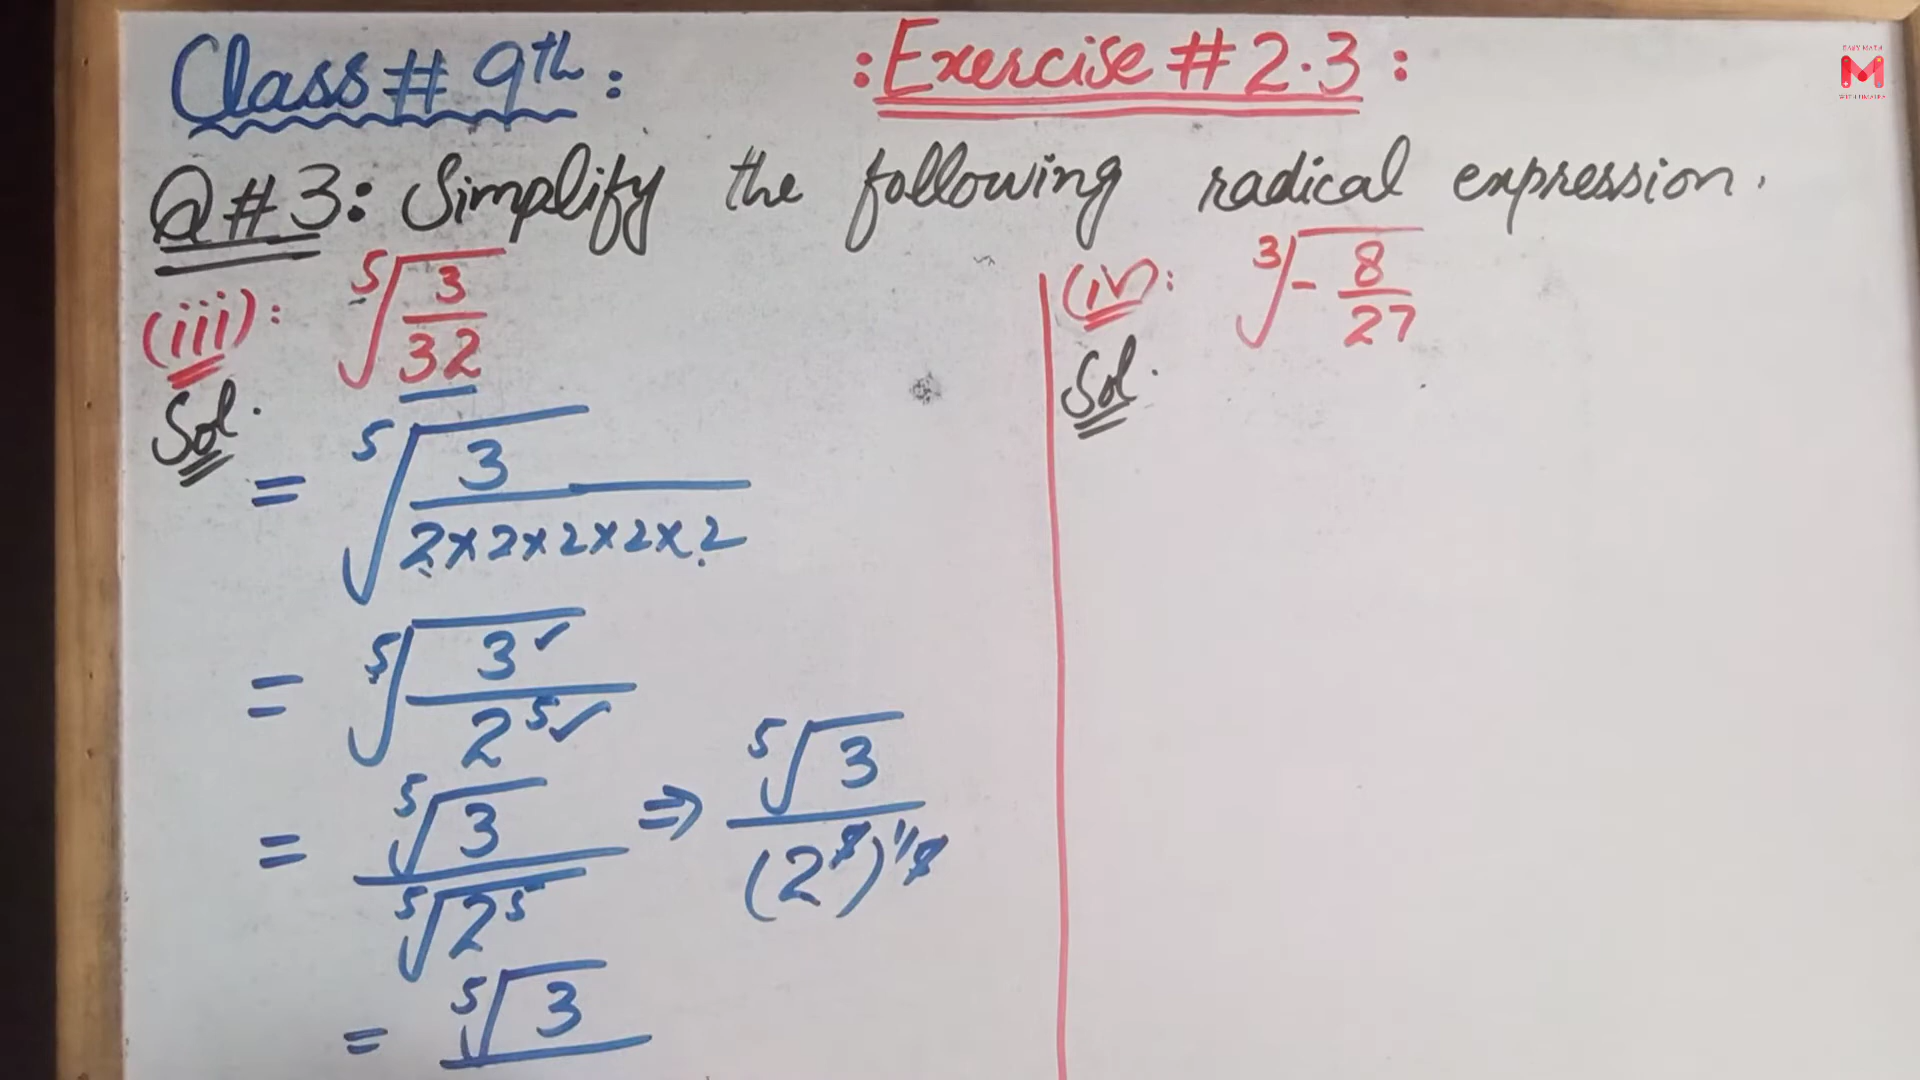 Class # 9th :
: Exercise # 2.3 :
Q # 3: Simplify the following radical expression.
(iii): ⁵√(3/32)
Sol.
= ⁵√(3/(2×2×2×2×2))
= ⁵√(3/2⁵)
= ⁵√3/⁵√2⁵ ⇒ ⁵√3/(2⁵)^1/5
= ⁵√3
(iv): ³√(-8/27)
Sol.
EASY MATH
M